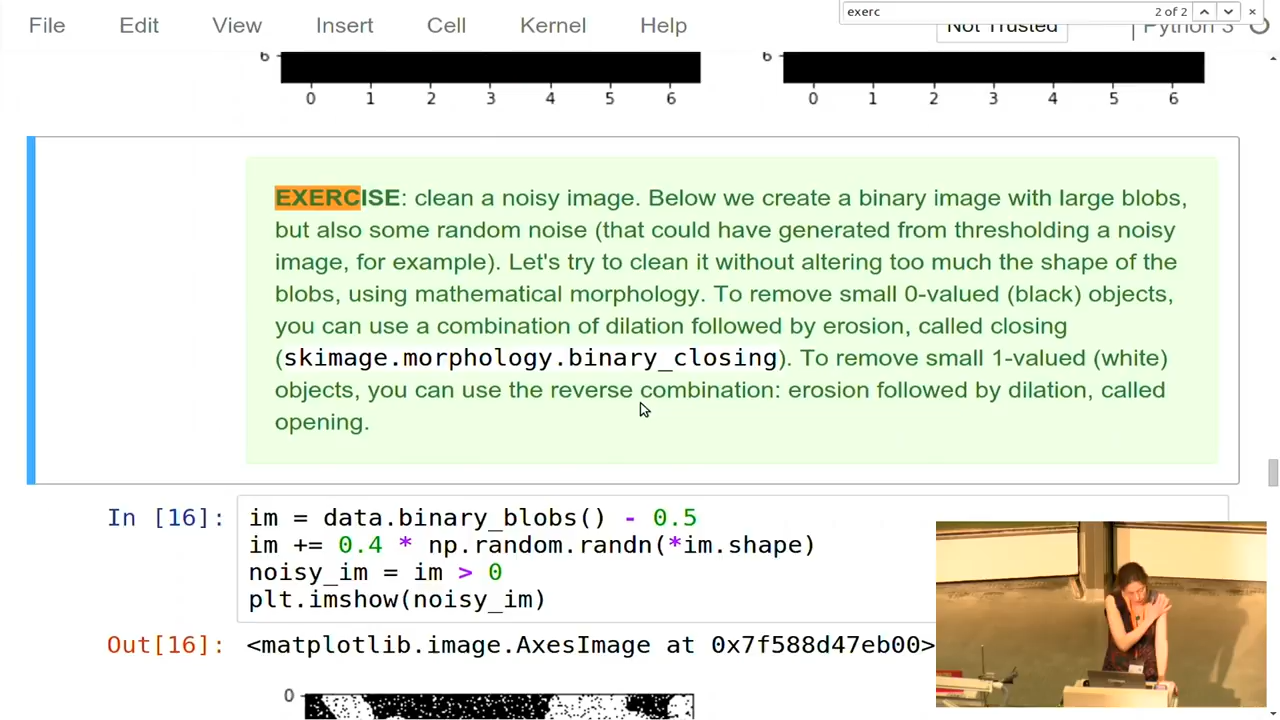 exerc 2 of 2
File Edit View Insert Cell Kernel Help Not Trusted Python 3
6 6
0 1 2 3 4 5 6 0 1 2 3 4 5 6
EXERCISE: clean a noisy image. Below we create a binary image with large blobs,
but also some random noise (that could have generated from thresholding a noisy
image, for example). Let's try to clean it without altering too much the shape of the
blobs, using mathematical morphology. To remove small 0-valued (black) objects,
you can use a combination of dilation followed by erosion, called closing
(skimage.morphology.binary_closing). To remove small 1-valued (white)
objects, you can use the reverse combination: erosion followed by dilation, called
opening.
In [16]: im = data.binary_blobs() - 0.5
im += 0.4 * np.random.randn(*im.shape)
noisy_im = im > 0
plt.imshow(noisy_im)
Out[16]: <matplotlib.image.AxesImage at 0x7f588d47eb00>
0